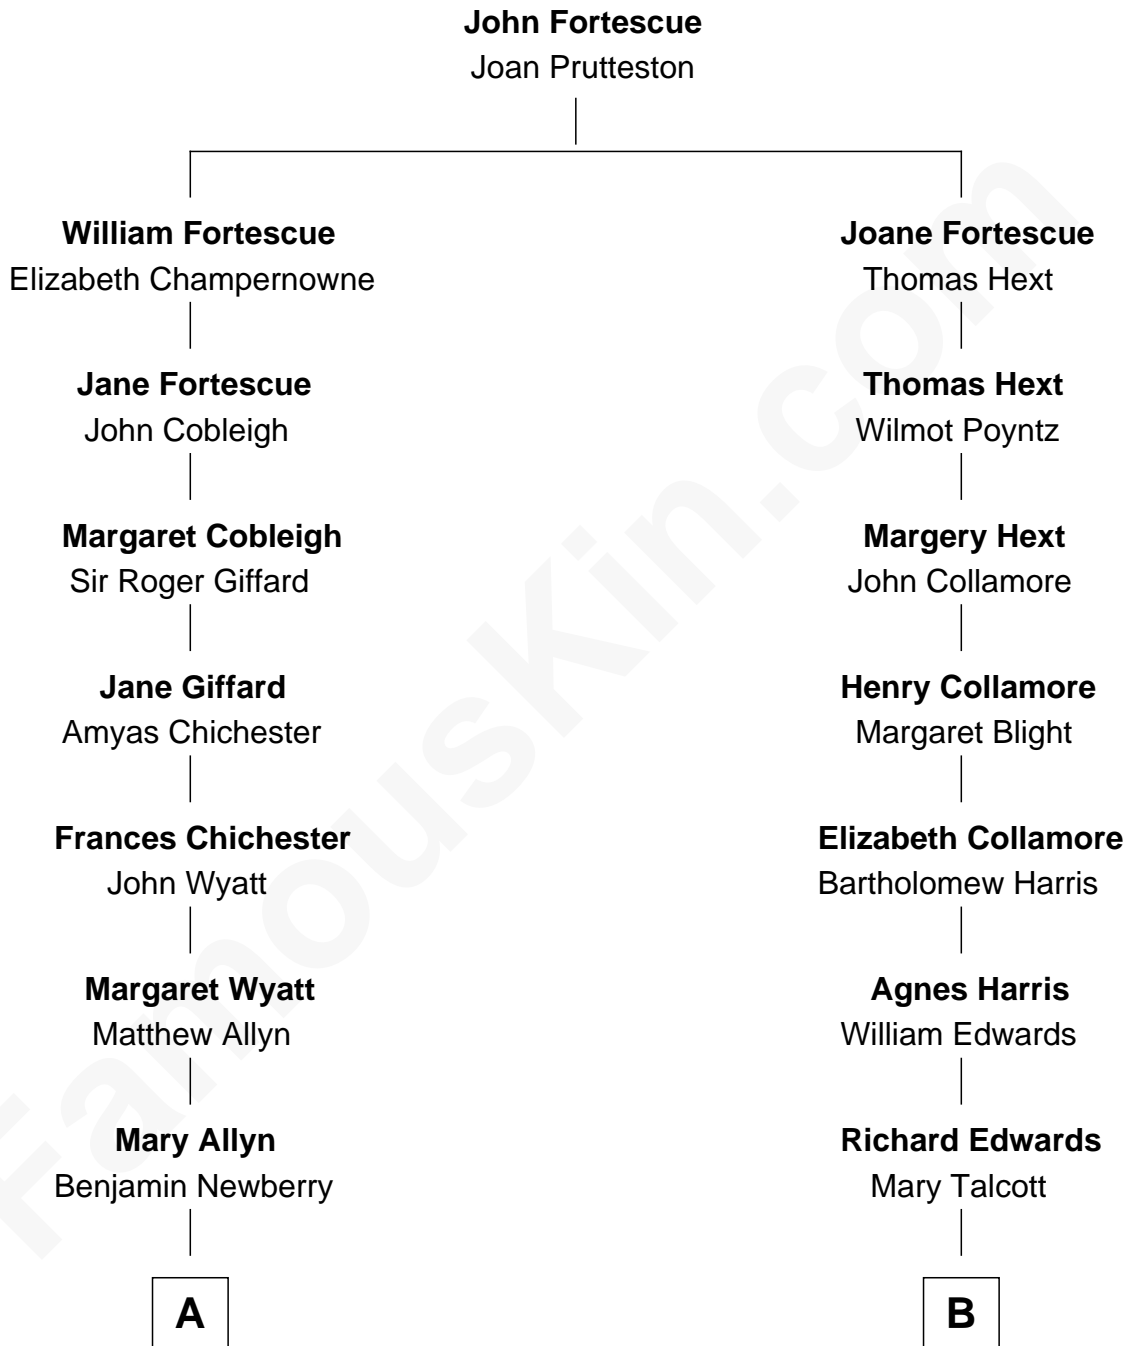 John Fortescue
Joan Prutteston
William Fortescue
Elizabeth Champernowne
Joane Fortescue
Thomas Hext
Jane Fortescue
John Cobleigh
Thomas Hext
Wilmot Poyntz
Margaret Cobleigh
Sir Roger Giffard
Margery Hext
John Collamore
Jane Giffard
Amyas Chichester
Henry Collamore
Margaret Blight
Frances Chichester
John Wyatt
Elizabeth Collamore
Bartholomew Harris
Margaret Wyatt
Matthew Allyn
Agnes Harris
William Edwards
Mary Allyn
Benjamin Newberry
Richard Edwards
Mary Talcott
A
B
FamousKin.com